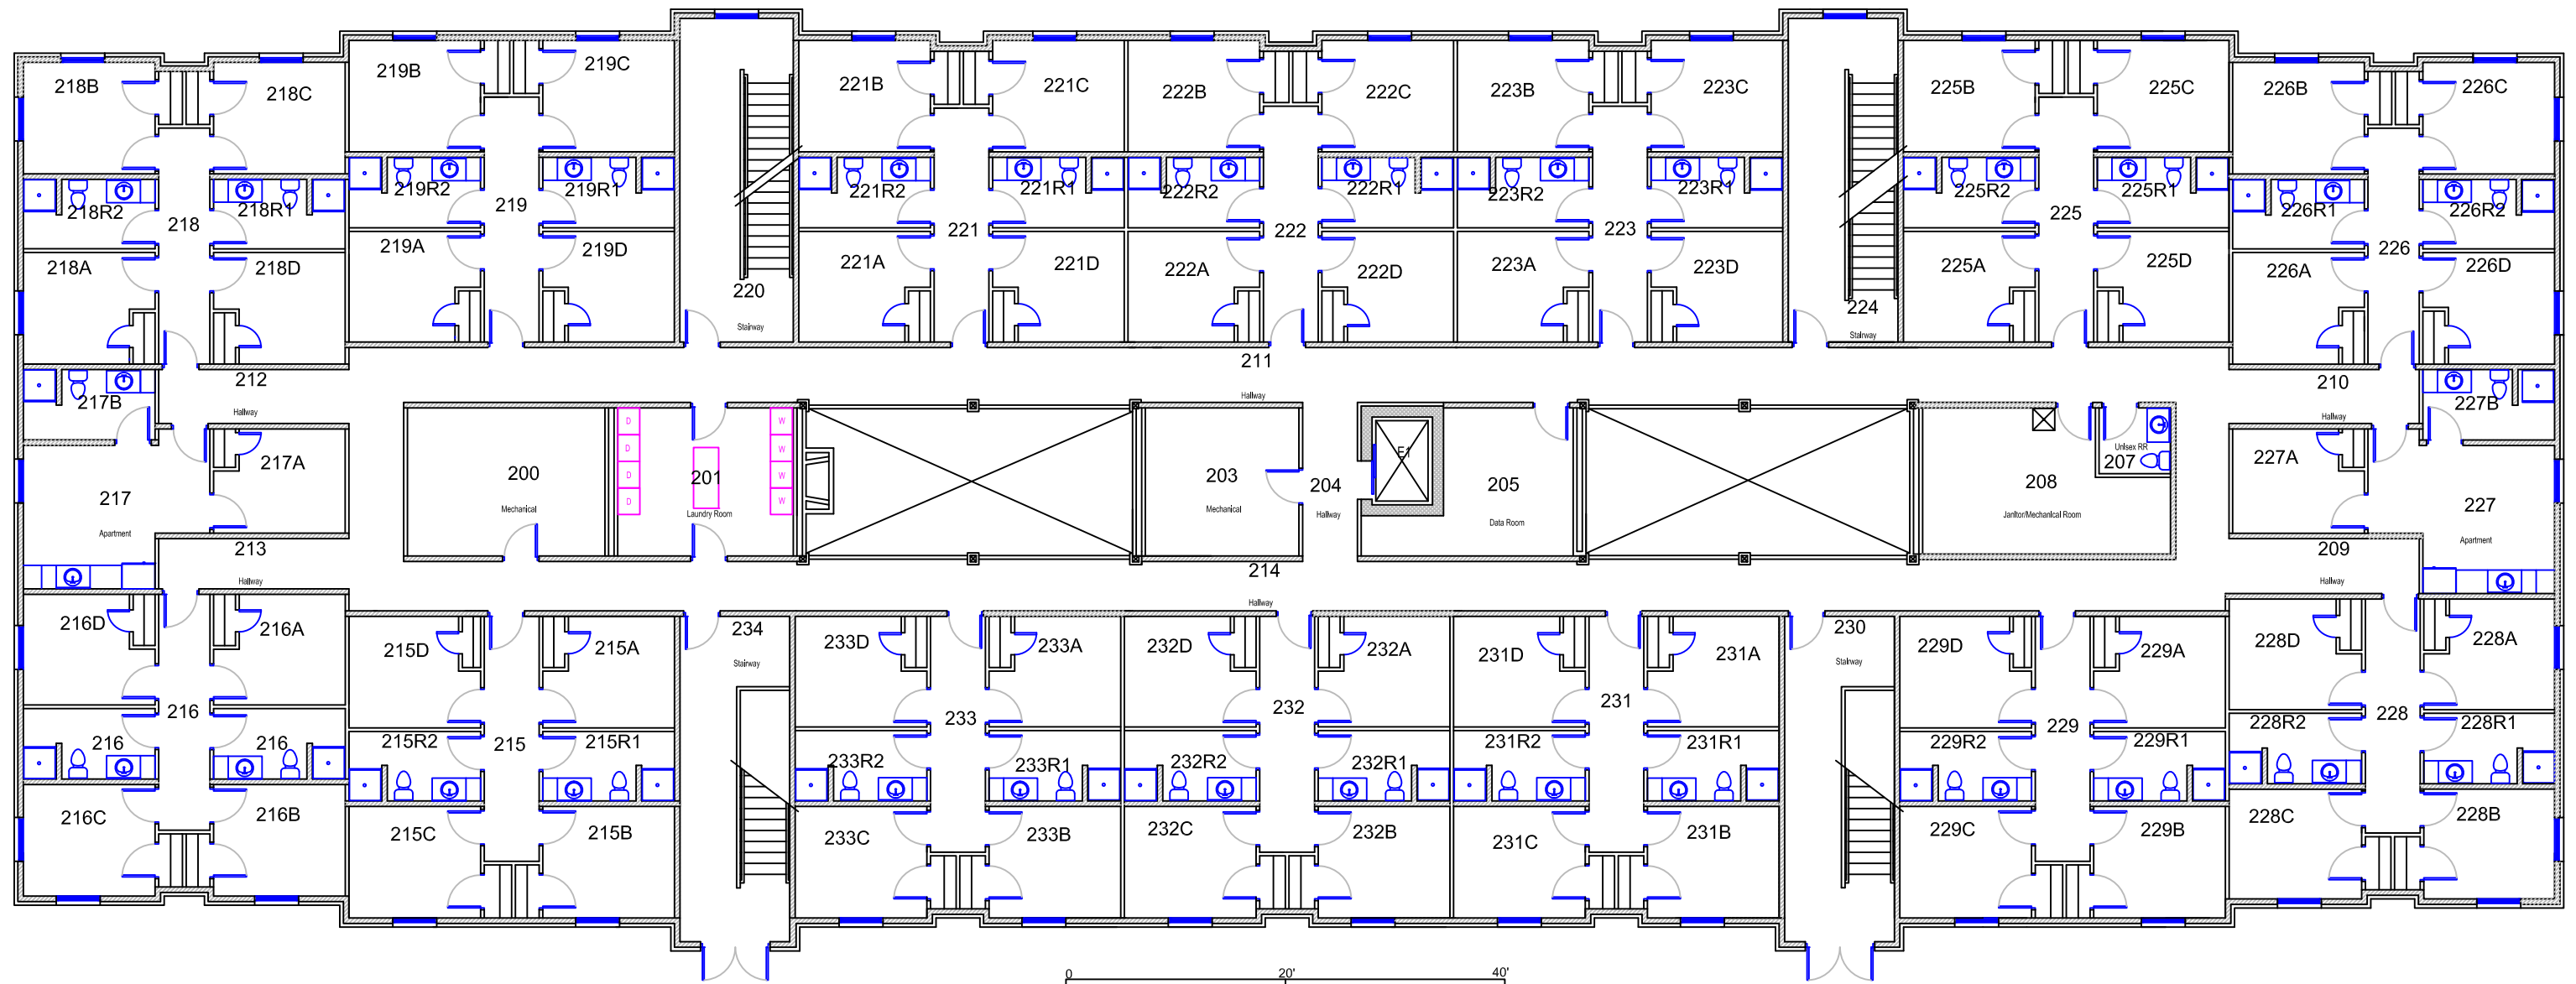 218B
218C
219B
219C
221B
221C
222B
222C
223B
223C
225B
225C
226B
226C
218R2
218R1
219R2
219R1
221R2
221R1
222R2
222R1
223R2
223R1
225R2
225R1
226R1
226R2
218
219
221
222
223
225
226
218A
218D
219A
219D
220
Stairway
221A
221D
222A
222D
223A
223D
224
Stairway
225A
225D
226A
226D
212
Hallway
211
Hallway
210
Hallway
217B
227B
217A
227A
217
Apartment
200
Mechanical
D
D
D
D
201
Laundry Room
W
W
W
W
203
Mechanical
204
Hallway
E1
205
Data Room
208
Janitor/Mechanical Room
Unisex RR
207
227
Apartment
213
Hallway
214
Hallway
209
Hallway
216D
216A
215D
215A
234
Stairway
233D
233A
232D
232A
231D
231A
230
Stairway
229D
229A
228D
228A
216
215
233
232
231
229
228
216
216
215R2
215R1
233R2
233R1
232R2
232R1
231R2
231R1
229R2
229R1
228R2
228R1
216C
216B
215C
215B
233C
233B
232C
232B
231C
231B
229C
229B
228C
228B
0 20' 40'